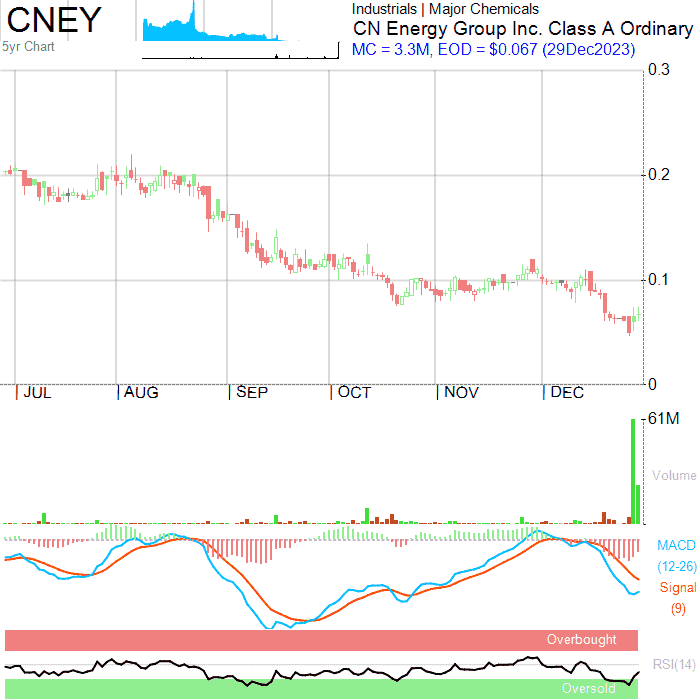 CNEY
5yr Chart
Industrials | Major Chemicals
CN Energy Group Inc. Class A Ordinary
MC = 3.3M, EOD = $0.067 (29Dec2023)
0.3
0.2
0.1
0
JUL
AUG
SEP
OCT
NOV
DEC
61M
Volume
MACD
(12-26)
Signal
(9)
Overbought
RSI(14)
Oversold